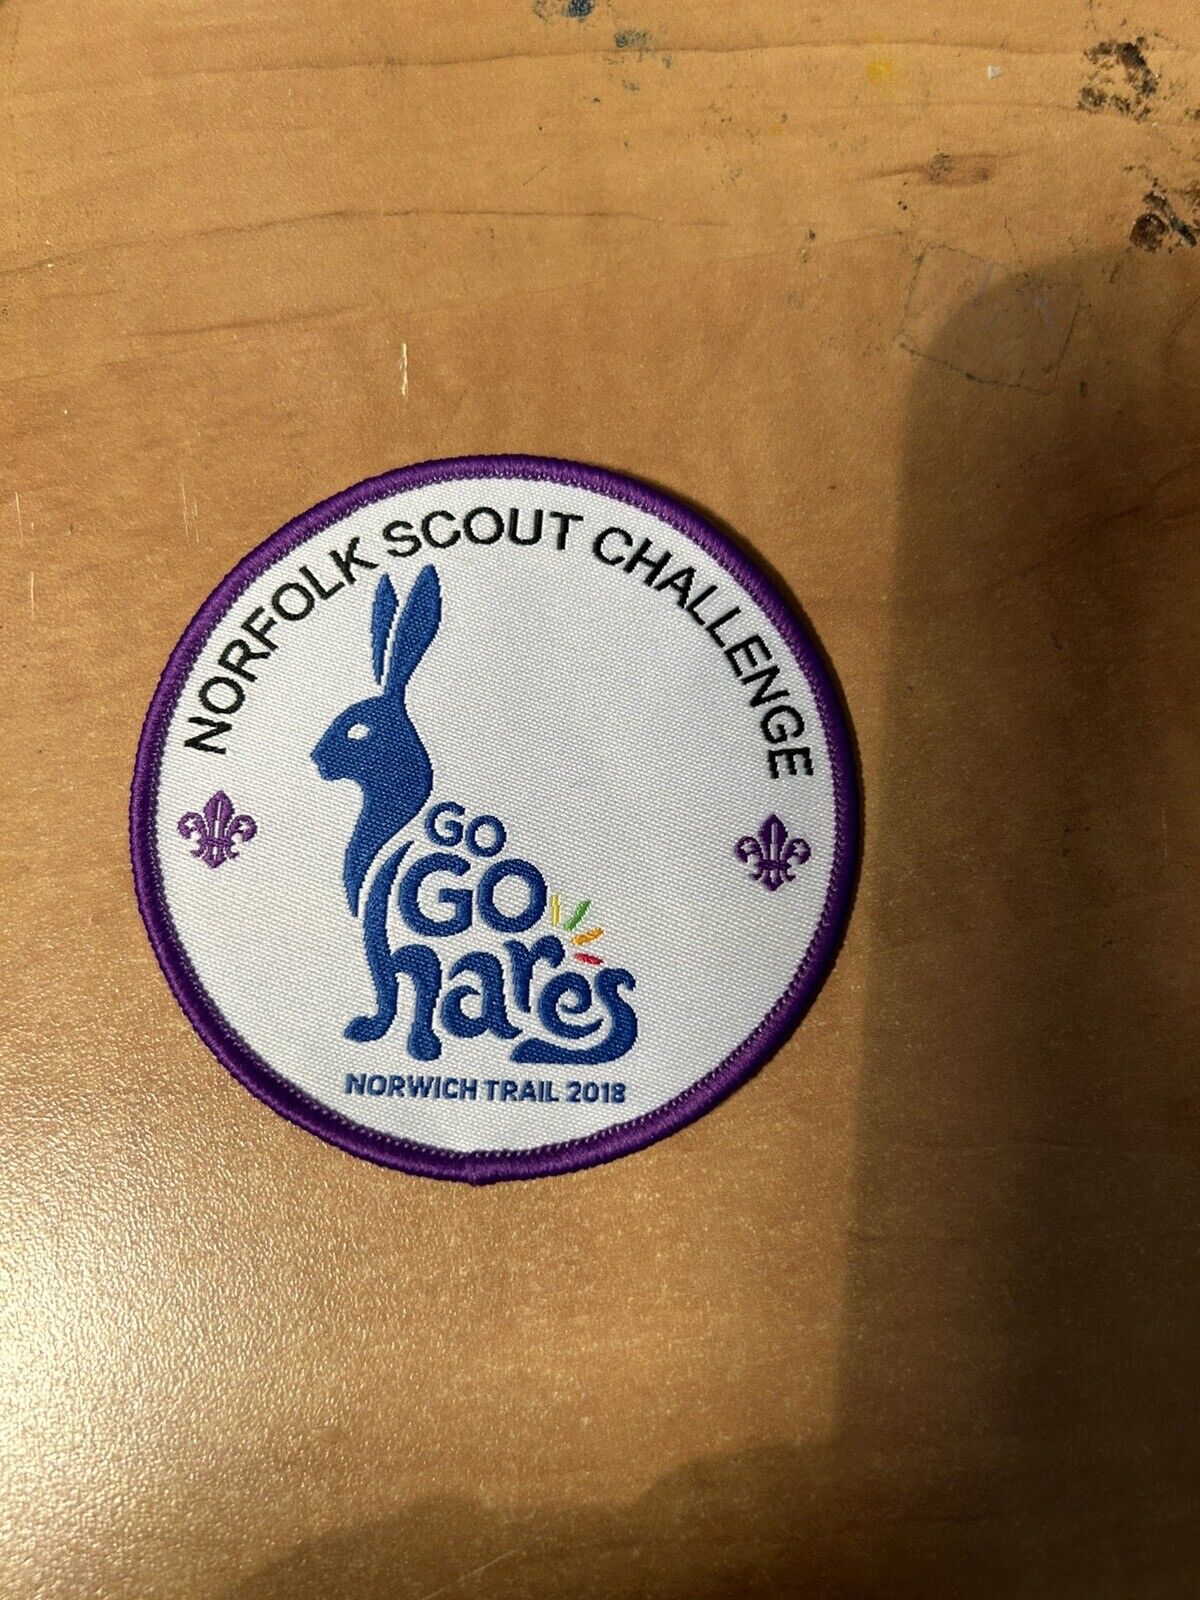 NORFOLK SCOUT CHALLENGE
GO
GO
hares
NORWICH TRAIL 2018